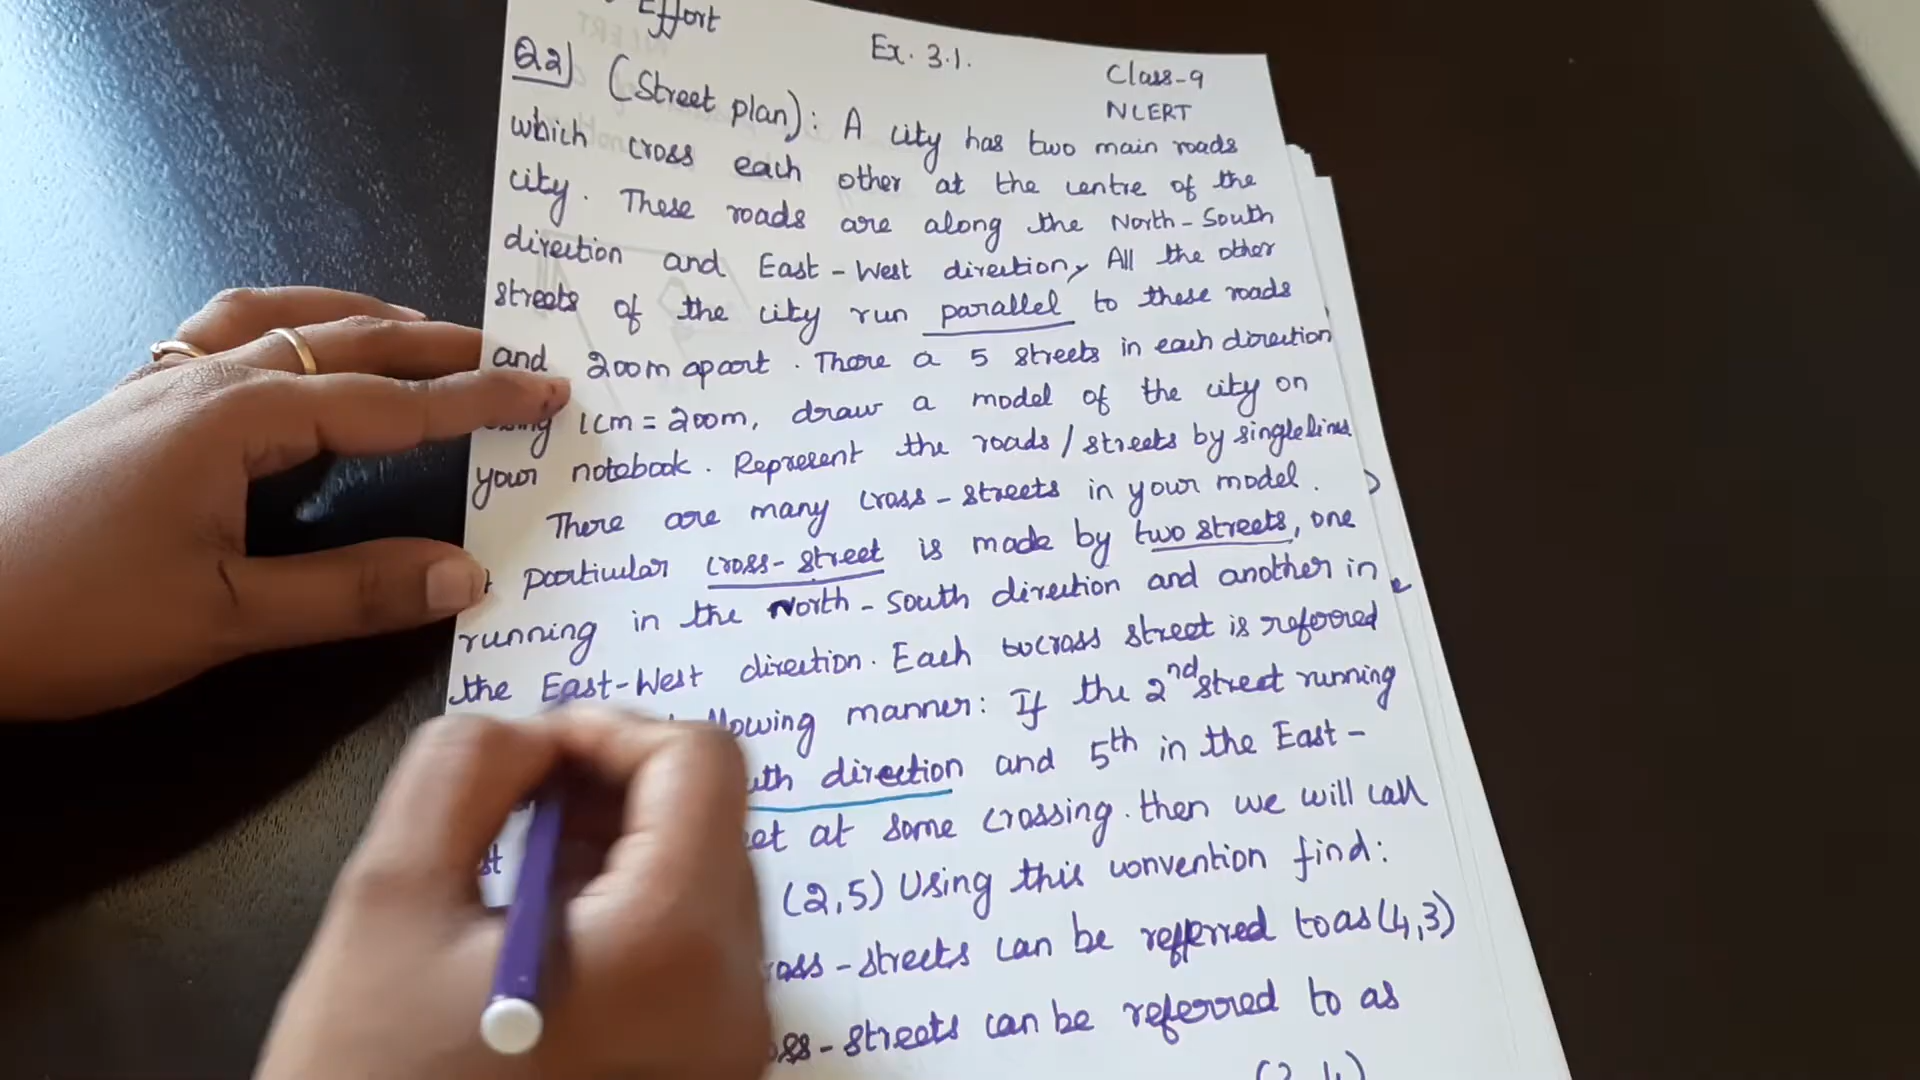 Effort
Ex. 3.1.
Class-9
NCERT
Q2) (Street plan): A city has two main roads
which cross each other at the centre of the
city. These roads are along the North-South
direction and East-West direction, All the other
streets of the city run parallel to these roads
and 200m apart. There a 5 streets in each direction
1cm = 200m, draw a model of the city on
your notebook. Represent the roads/streets by single lines
There are many cross-streets in your model.
particular cross-street is made by two streets, one
running in the North-South direction and another in
the East-West direction. Each cross street is referred
manner: If the 2nd street running
direction and 5th in the East-
at some crossing. then we will call
(2,5) Using this convention find:
-streets can be referred to as (4,3)
-streets can be referred to as